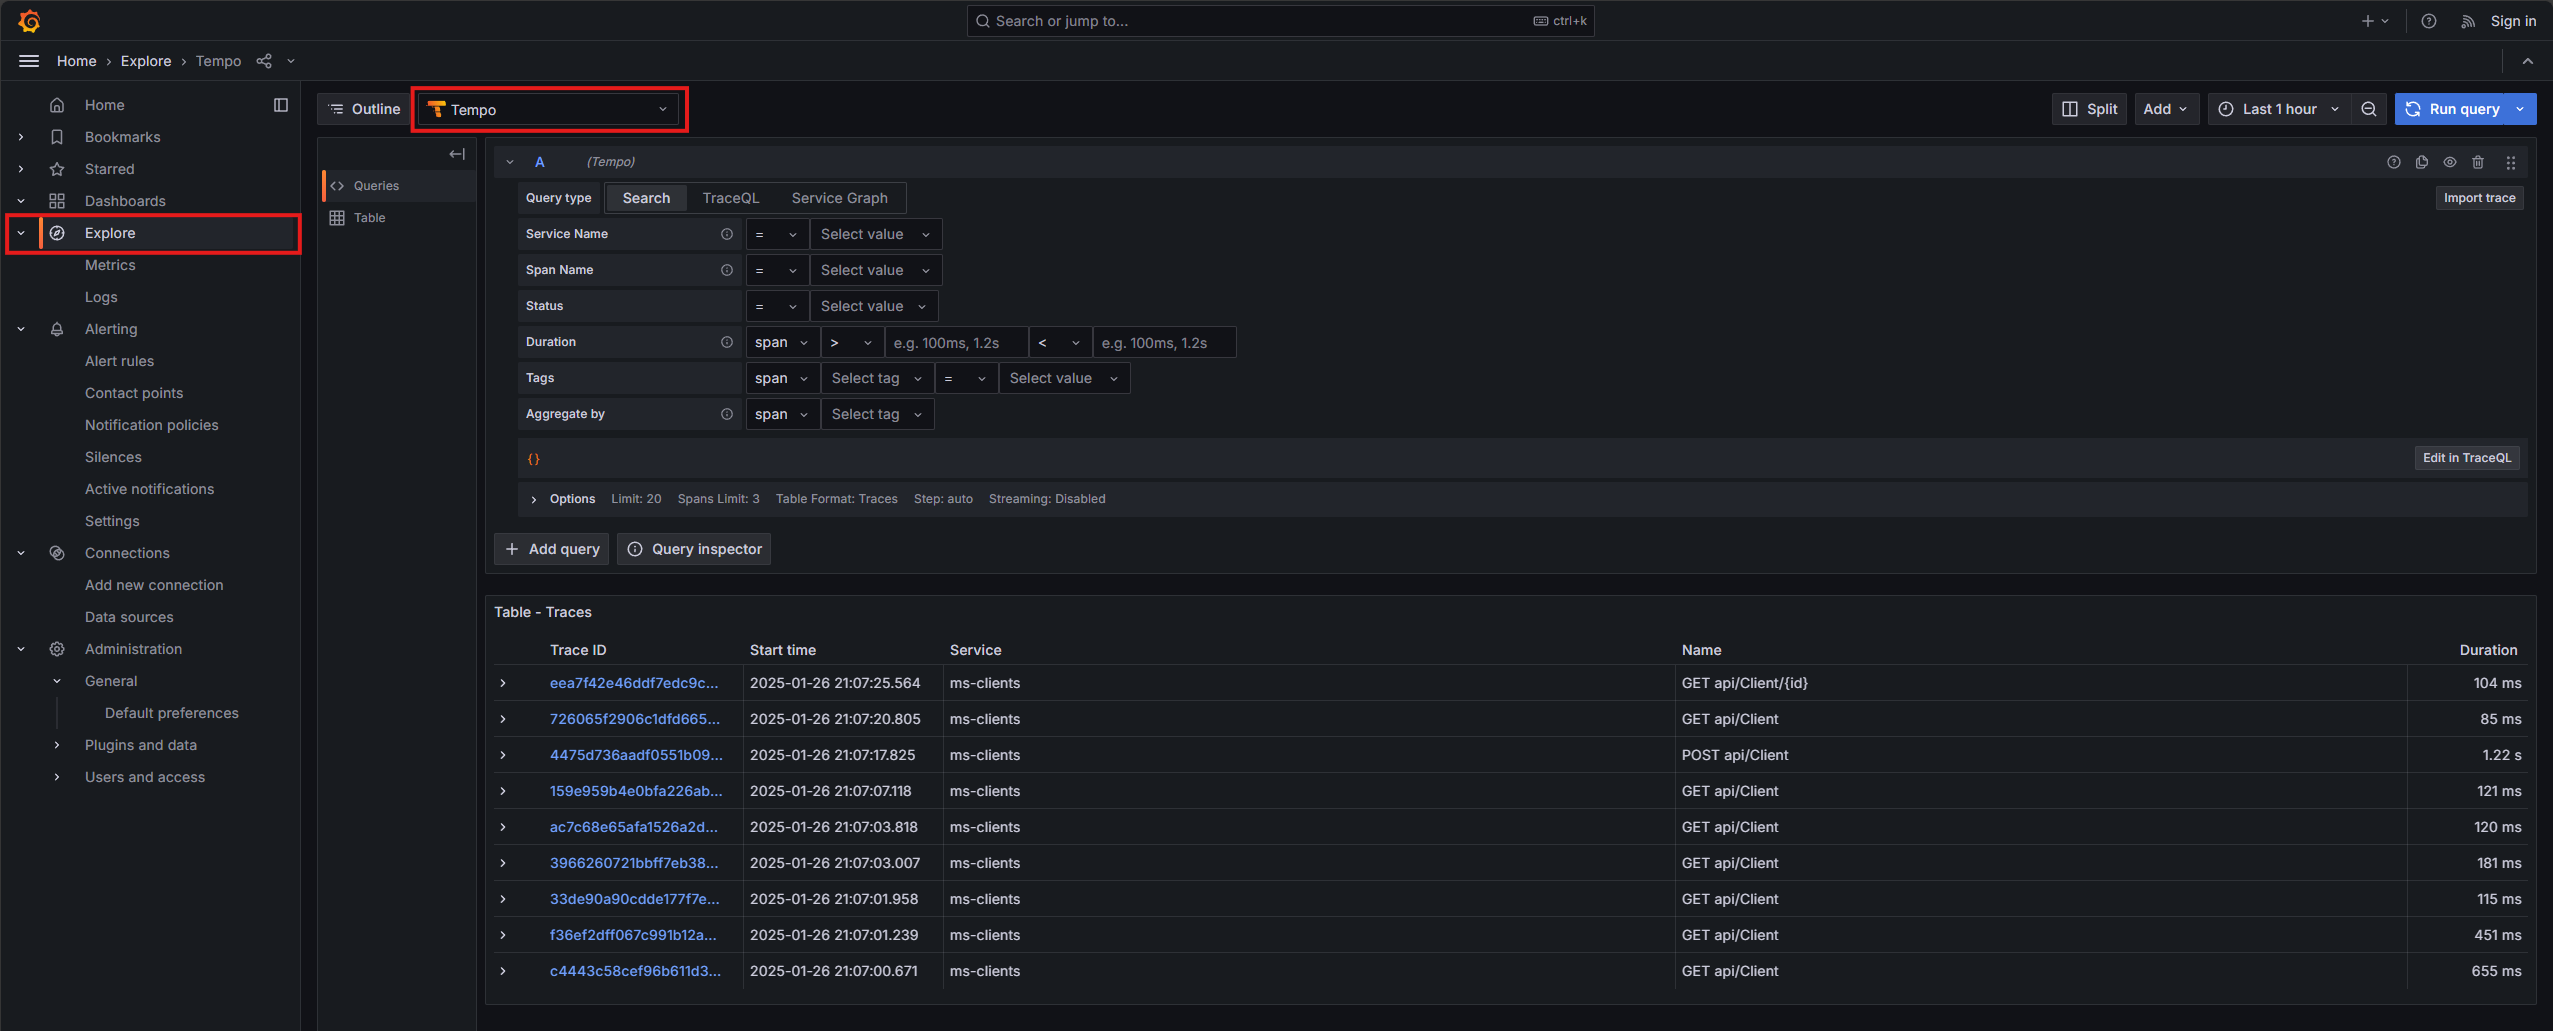 Search or jump to...
ctrl+k
Sign in
Home › Explore › Tempo
Home
Bookmarks
Starred
Dashboards
Explore
Metrics
Logs
Alerting
Alert rules
Contact points
Notification policies
Silences
Active notifications
Settings
Connections
Add new connection
Data sources
Administration
General
Default preferences
Plugins and data
Users and access
Outline
Tempo
Split
Add
Last 1 hour
Run query
Queries
Table
A (Tempo)
Query type Search TraceQL Service Graph
Import trace
Service Name = Select value
Span Name = Select value
Status = Select value
Duration span > e.g. 100ms, 1.2s < e.g. 100ms, 1.2s
Tags span Select tag = Select value
Aggregate by span Select tag
{}
Edit in TraceQL
Options Limit: 20 Spans Limit: 3 Table Format: Traces Step: auto Streaming: Disabled
+ Add query
Query inspector
Table - Traces
Trace ID Start time Service Name Duration
eea7f42e46ddf7edc9c... 2025-01-26 21:07:25.564 ms-clients GET api/Client/{id} 104 ms
726065f2906c1dfd665... 2025-01-26 21:07:20.805 ms-clients GET api/Client 85 ms
4475d736aadf0551b09... 2025-01-26 21:07:17.825 ms-clients POST api/Client 1.22 s
159e959b4e0bfa226ab... 2025-01-26 21:07:07.118 ms-clients GET api/Client 121 ms
ac7c68e65afa1526a2d... 2025-01-26 21:07:03.818 ms-clients GET api/Client 120 ms
3966260721bbff7eb38... 2025-01-26 21:07:03.007 ms-clients GET api/Client 181 ms
33de90a90cdde177f7e... 2025-01-26 21:07:01.958 ms-clients GET api/Client 115 ms
f36ef2dff067c991b12a... 2025-01-26 21:07:01.239 ms-clients GET api/Client 451 ms
c4443c58cef96b611d3... 2025-01-26 21:07:00.671 ms-clients GET api/Client 655 ms